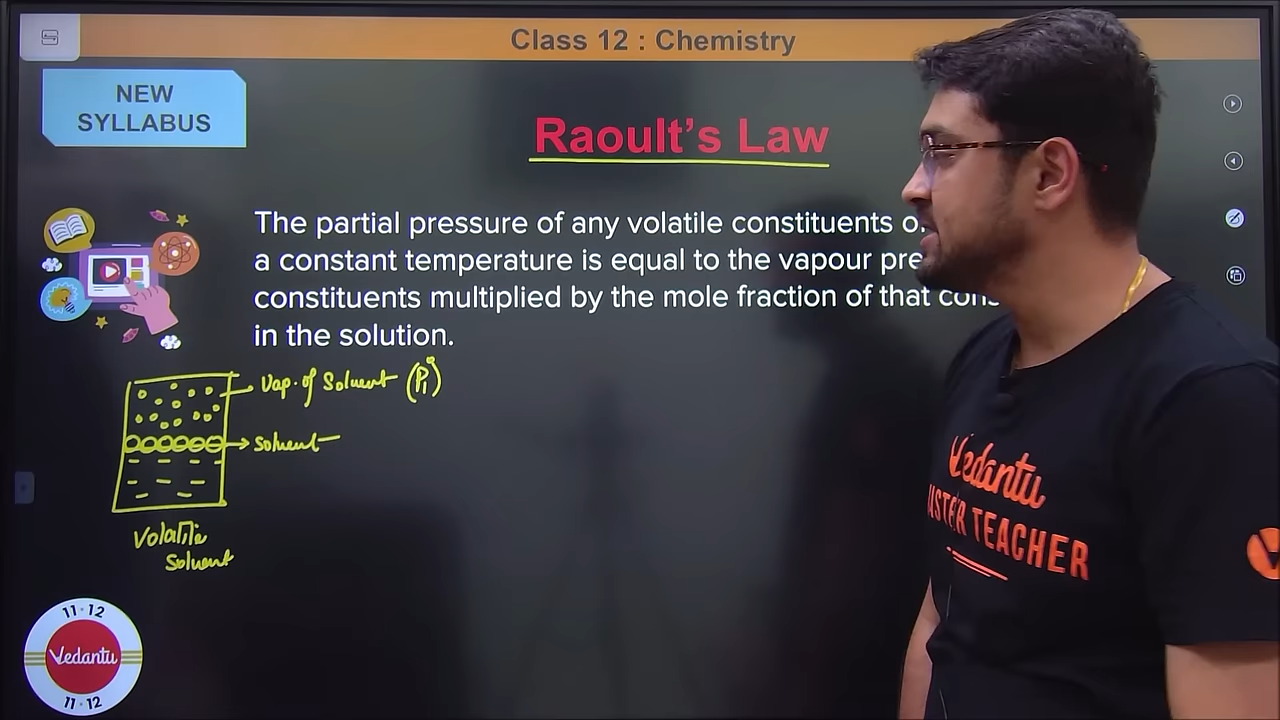 Class 12 : Chemistry
NEW
SYLLABUS
Raoult's Law
The partial pressure of any volatile constituents
a constant temperature is equal to the vapour
constituents multiplied by the mole fraction of that
in the solution.
Vap. of Solvent (P₁°)
Solvent
Volatile
Solvent
11·12
Vedantu
11·12
Vedantu
MASTER TEACHER